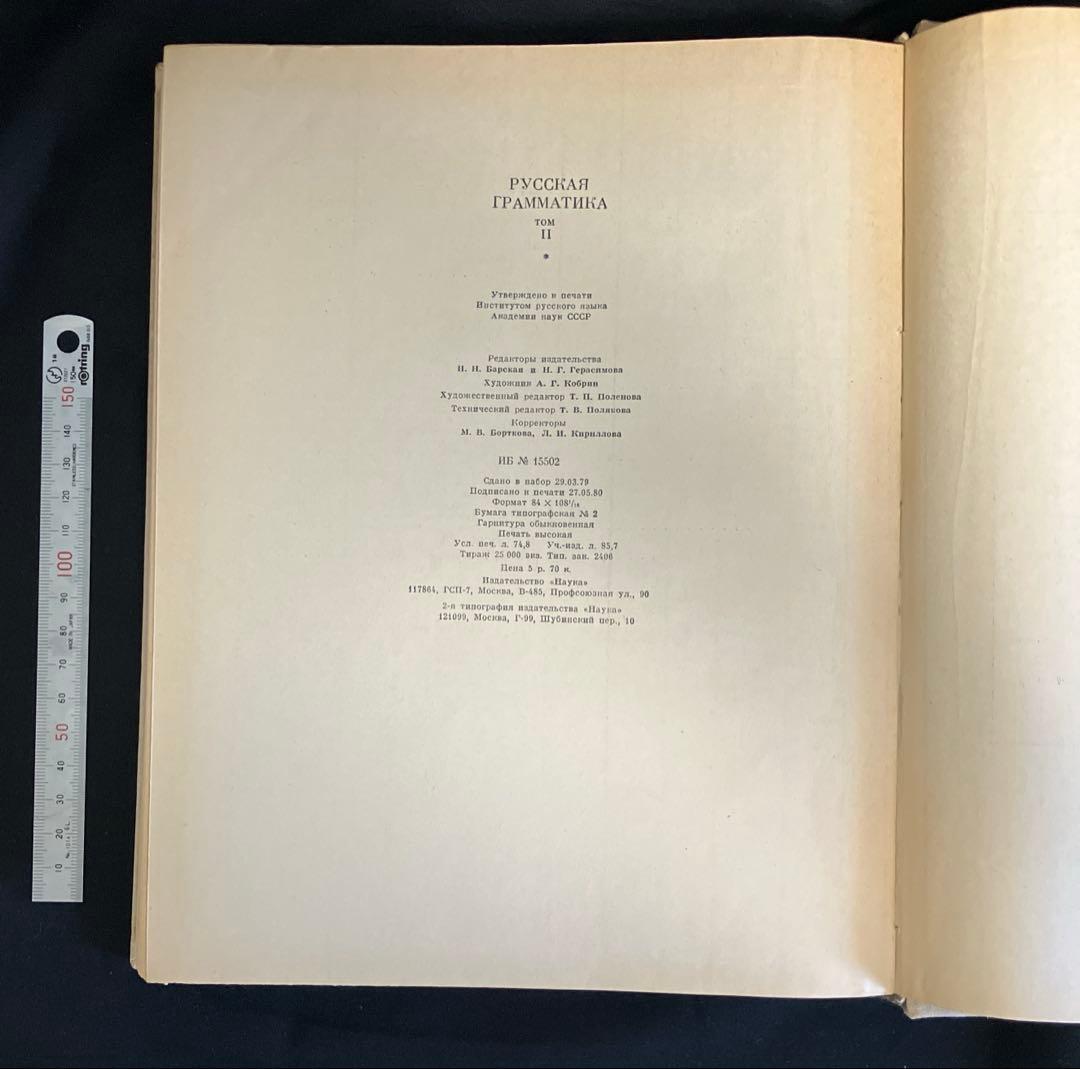 РУССКАЯ
ГРАММАТИКА
ТОМ
II
*
Утверждено к печати
Институтом русского языка
Академии наук СССР
Редакторы издательства
И. Н. Барская и Н. Г. Герасимова
Художник А. Г. Кобрин
Художественный редактор Т. П. Поленова
Технический редактор Т. В. Полякова
Корректоры
М. В. Борткова, Л. И. Кириллова
ИБ № 15502
Сдано в набор 29.03.79
Подписано к печати 27.05.80
Формат 84 × 108¹/₁₆
Бумага типографская № 2
Гарнитура обыкновенная
Печать высокая
Усл. печ. л. 74,8 Уч.-изд. л. 85,7
Тираж 25 000 экз. Тип. зак. 2406
Цена 5 р. 70 к.
Издательство «Наука»
117864, ГСП-7, Москва, В-485, Профсоюзная ул., 90
2-я типография издательства «Наука»
121099, Москва, Г-99, Шубинский пер., 10
rotring
150
140
130
120
110
100
90
80
70
60
50
40
30
20
10